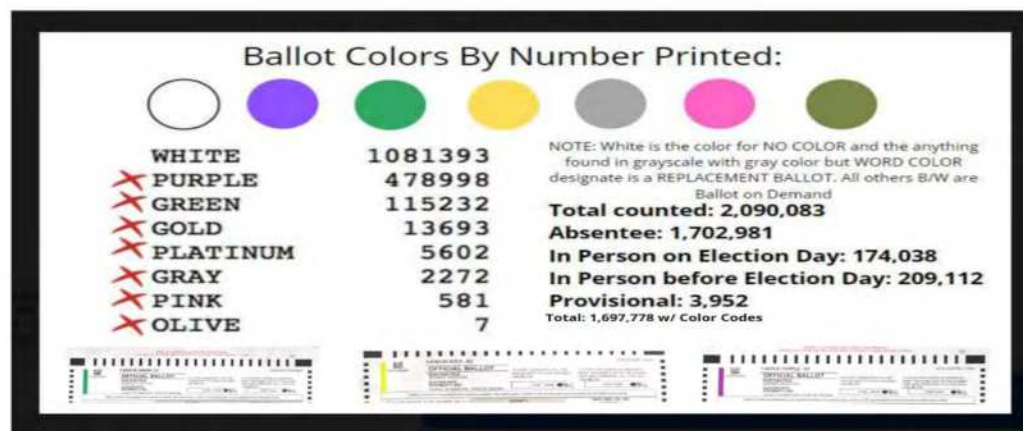 Ballot Colors By Number Printed:
WHITE 1081393
PURPLE 478998
GREEN 115232
GOLD 13693
PLATINUM 5602
GRAY 2272
PINK 581
OLIVE 7
NOTE: White is the color for NO COLOR and the anything
found in grayscale with gray color but WORD COLOR
designate is a REPLACEMENT BALLOT. All others B/W are
Ballot on Demand
Total counted: 2,090,083
Absentee: 1,702,981
In Person on Election Day: 174,038
In Person before Election Day: 209,112
Provisional: 3,952
Total: 1,697,778 w/ Color Codes
OFFICIAL BALLOT
OFFICIAL BALLOT
OFFICIAL BALLOT